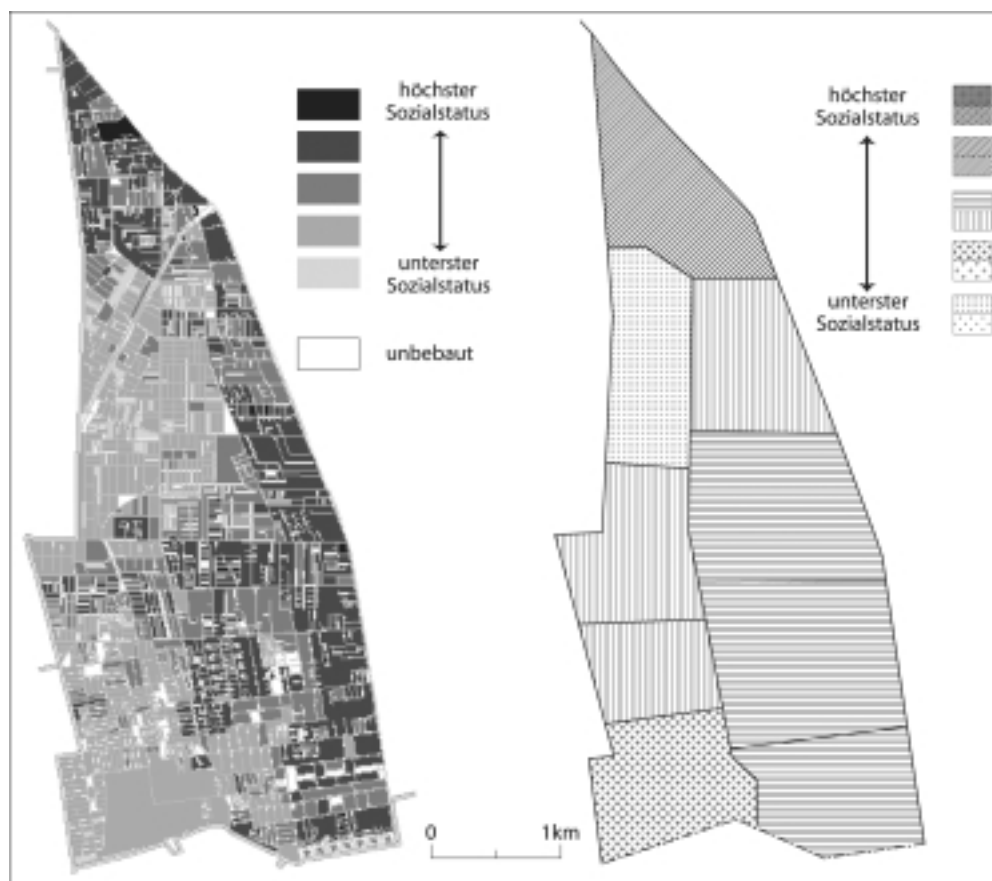 höchster
Sozialstatus
unterster
Sozialstatus
unbebaut
höchster
Sozialstatus
unterster
Sozialstatus
0 1km